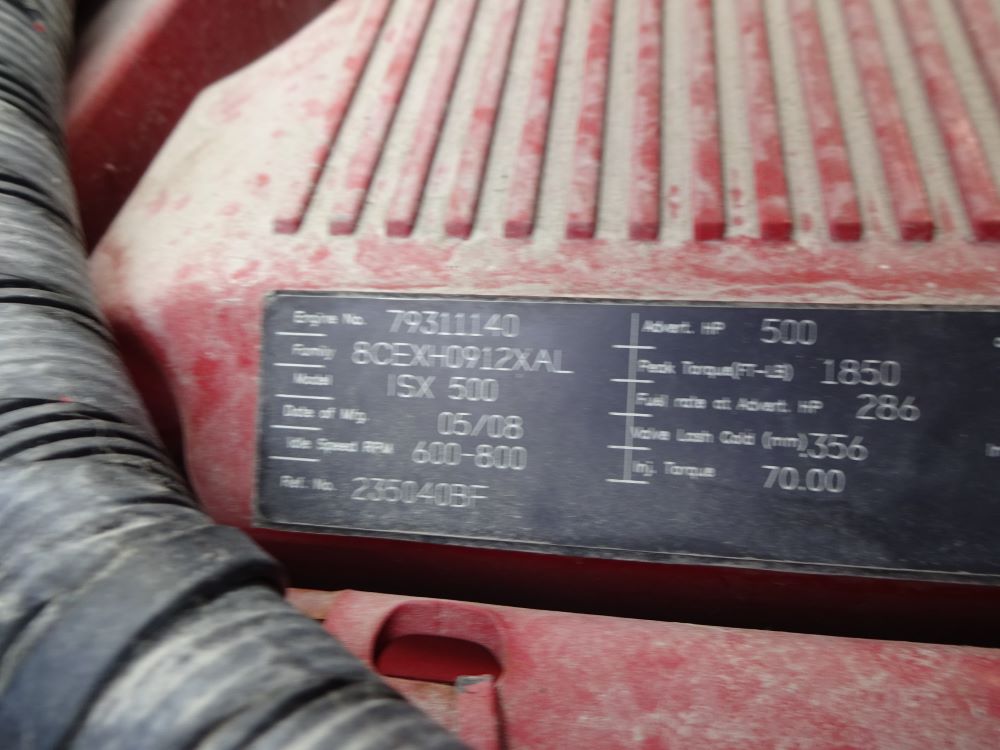 Engine No. 79311140
Family 8CEXH0912XAL
Model ISX 500
Date of Mfg. 05/08
Idle Speed RPM 600-800
Ref. No. 235040BF
Advert. HP 500
Peak Torque(FT-LB) 1850
Fuel rate at Advert. HP 286
Valve Lash Cold (mm) .356
Inj. Torque 70.00